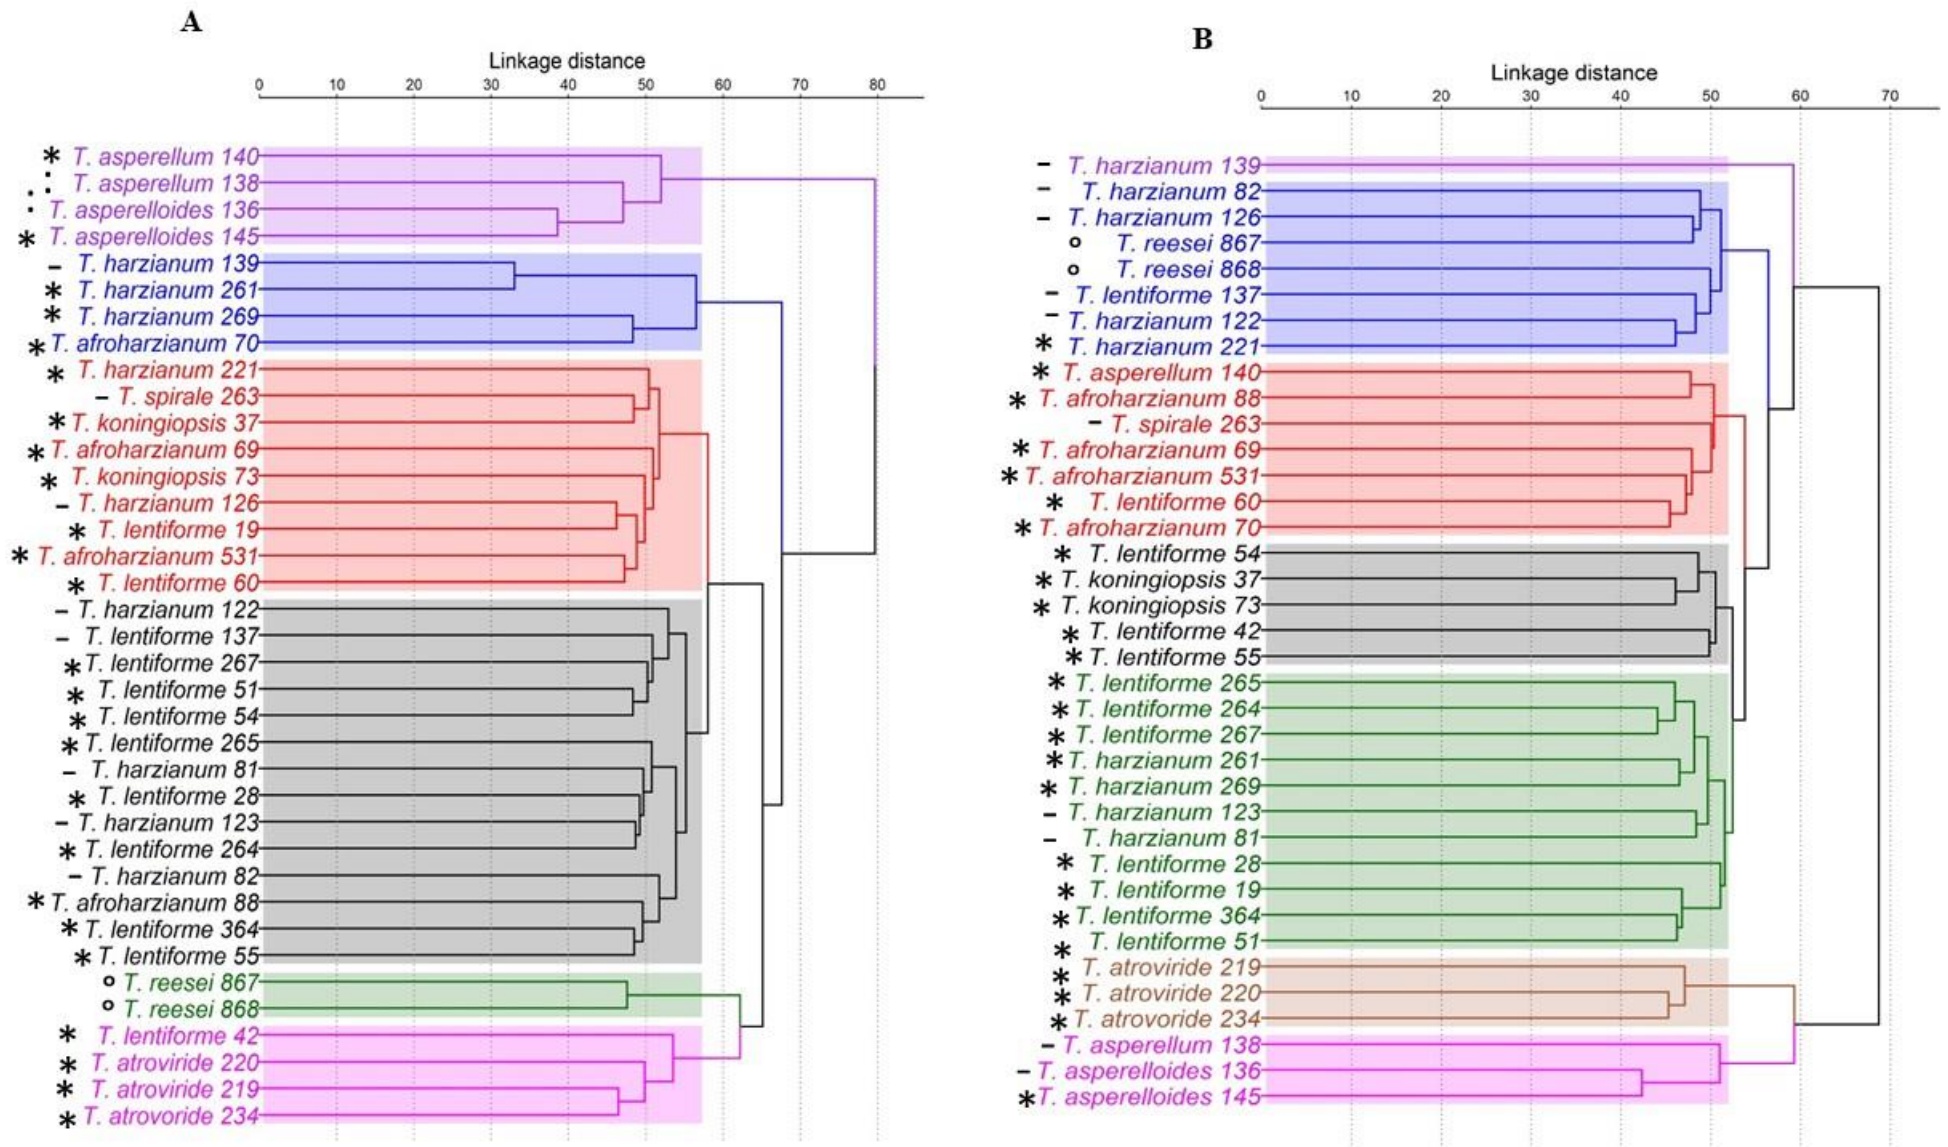 A
Linkage distance
0 10 20 30 40 50 60 70 80
* T. asperellum 140
T. asperellum 138
T. asperelloides 136
* T. asperelloides 145
– T. harzianum 139
* T. harzianum 261
* T. harzianum 269
* T. afroharzianum 70
* T. harzianum 221
– T. spirale 263
* T. koningiopsis 37
* T. afroharzianum 69
* T. koningiopsis 73
– T. harzianum 126
* T. lentiforme 19
* T. afroharzianum 531
* T. lentiforme 60
– T. harzianum 122
– T. lentiforme 137
* T. lentiforme 267
* T. lentiforme 51
* T. lentiforme 54
* T. lentiforme 265
– T. harzianum 81
* T. lentiforme 28
– T. harzianum 123
* T. lentiforme 264
– T. harzianum 82
* T. afroharzianum 88
* T. lentiforme 364
* T. lentiforme 55
° T. reesei 867
° T. reesei 868
* T. lentiforme 42
* T. atroviride 220
* T. atroviride 219
* T. atrovoride 234
B
Linkage distance
0 10 20 30 40 50 60 70
– T. harzianum 139
– T. harzianum 82
– T. harzianum 126
° T. reesei 867
° T. reesei 868
– T. lentiforme 137
– T. harzianum 122
* T. harzianum 221
* T. asperellum 140
* T. afroharzianum 88
– T. spirale 263
* T. afroharzianum 69
* T. afroharzianum 531
* T. lentiforme 60
* T. afroharzianum 70
* T. lentiforme 54
* T. koningiopsis 37
* T. koningiopsis 73
* T. lentiforme 42
* T. lentiforme 55
* T. lentiforme 265
* T. lentiforme 264
* T. lentiforme 267
* T. harzianum 261
* T. harzianum 269
– T. harzianum 123
– T. harzianum 81
* T. lentiforme 28
* T. lentiforme 19
* T. lentiforme 364
* T. lentiforme 51
* T. atroviride 219
* T. atroviride 220
* T. atrovoride 234
– T. asperellum 138
– T. asperelloides 136
* T. asperelloides 145